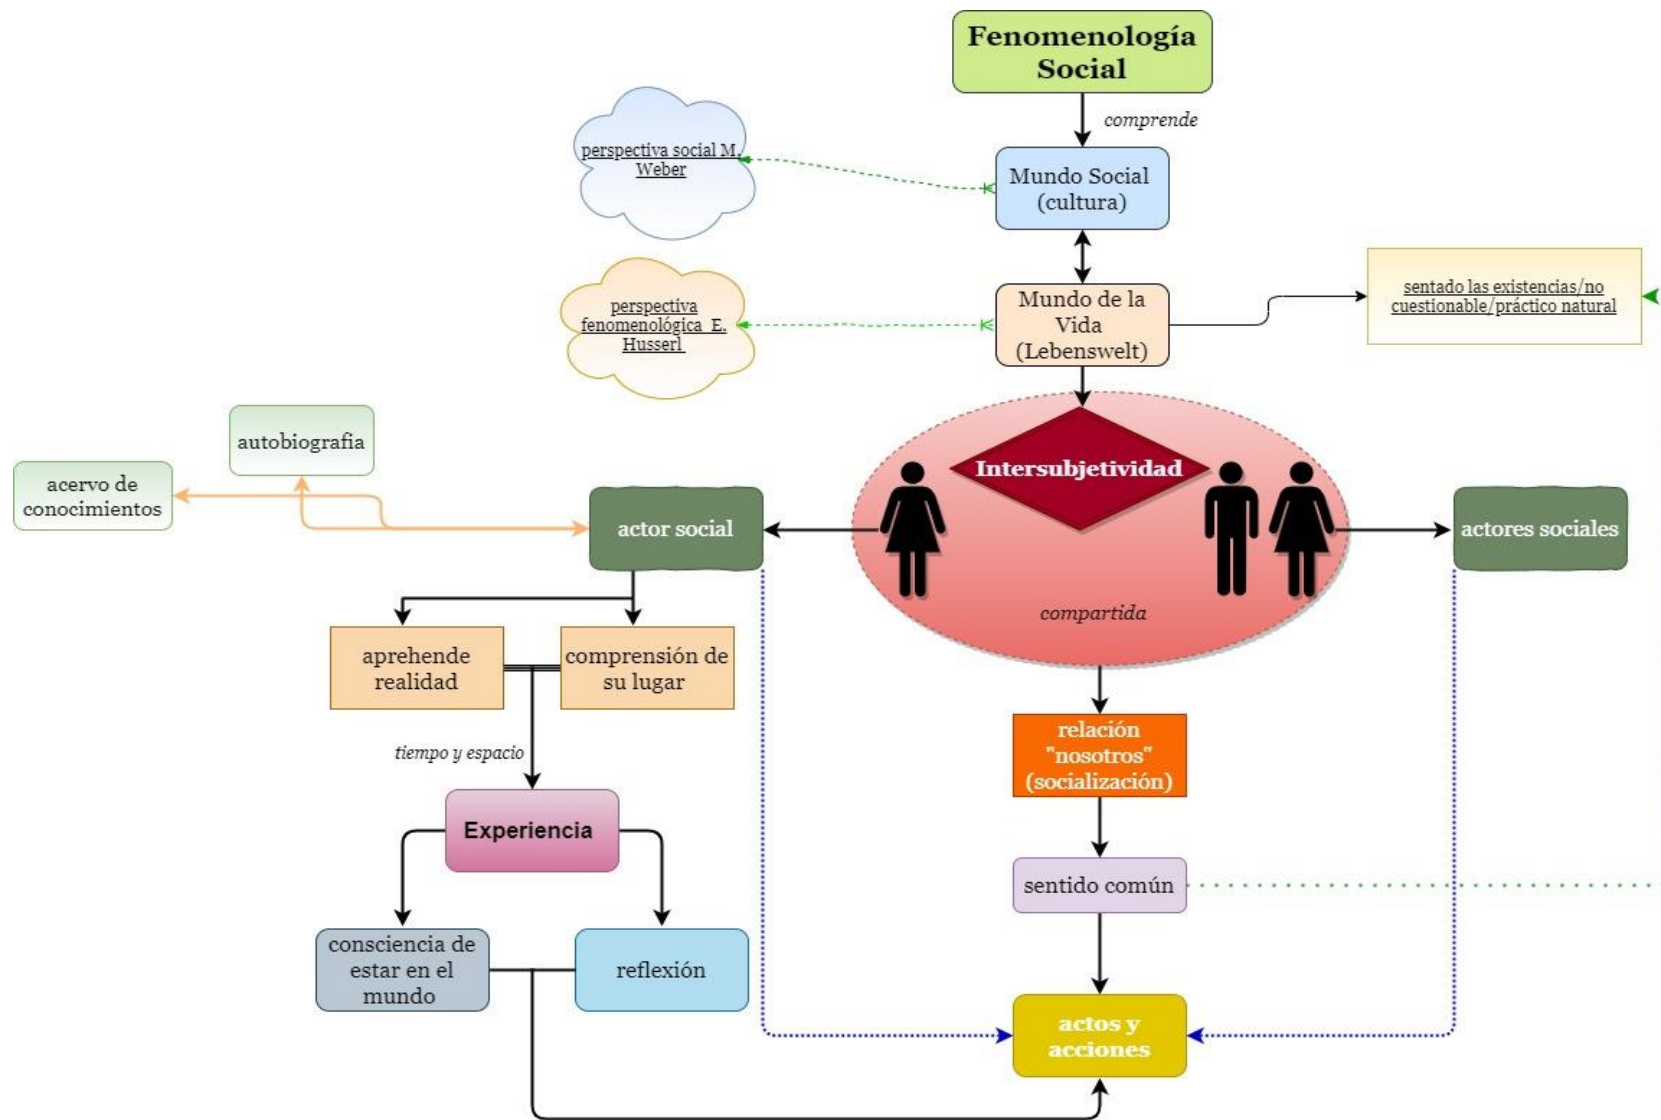 Fenomenología
Social
comprende
perspectiva social M.
Weber
Mundo Social
(cultura)
perspectiva
fenomenológica E.
Husserl
Mundo de la
Vida
(Lebenswelt)
sentado las existencias/no
cuestionable/práctico natural
autobiografia
acervo de
conocimientos
actor social
Intersubjetividad
actores sociales
compartida
aprehende
realidad
comprensión de
su lugar
relación
"nosotros"
(socialización)
tiempo y espacio
Experiencia
sentido común
consciencia de
estar en el
mundo
reflexión
actos y
acciones